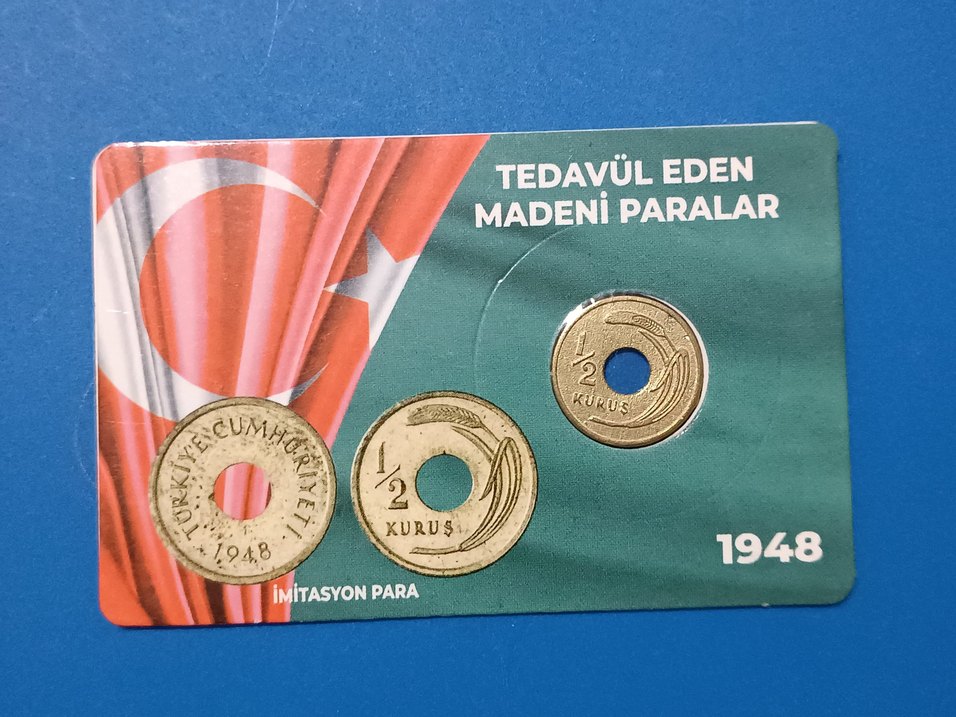 TEDAVÜL EDEN
MADENİ PARALAR
1/2
KURUŞ
TÜRKİYE CUMHURİYETİ
1948
1/2
KURUŞ
1948
İMİTASYON PARA